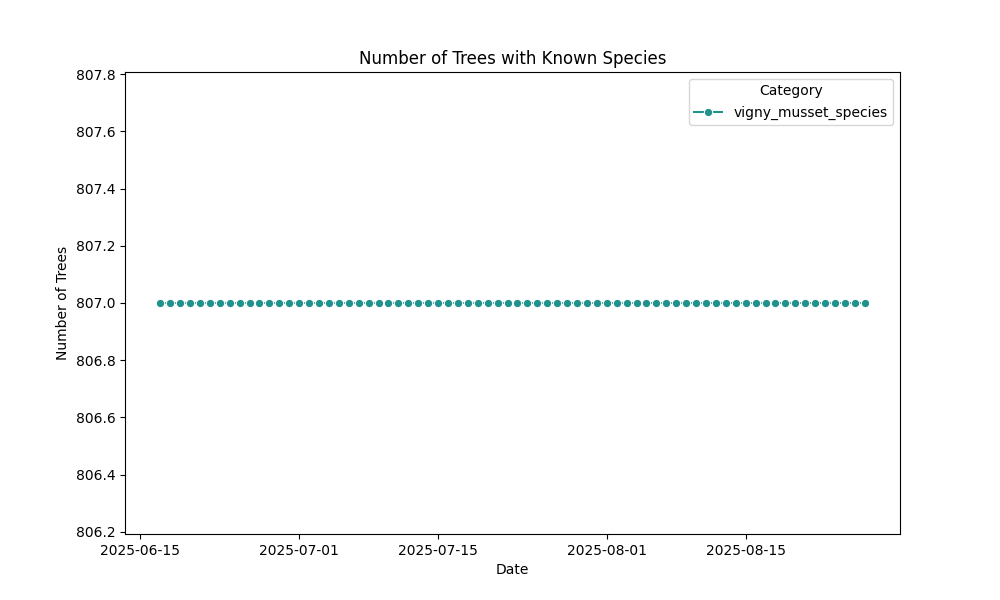 Number of Trees with Known Species
Category
vigny_musset_species
807.8
807.6
807.4
807.2
807.0
806.8
806.6
806.4
806.2
Number of Trees
2025-06-15
2025-07-01
2025-07-15
2025-08-01
2025-08-15
Date